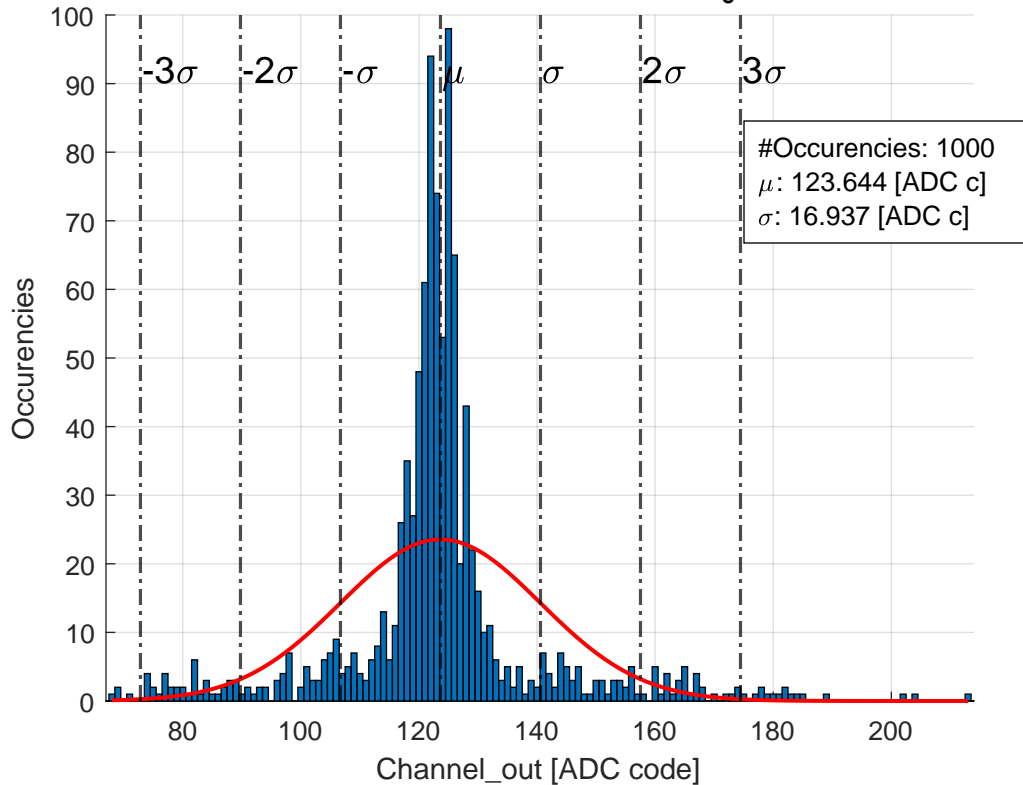 100
90
80
70
60
50
40
30
20
10
0
Occurencies
-3σ -2σ -σ μ σ 2σ 3σ
#Occurencies: 1000
μ: 123.644 [ADC c]
σ: 16.937 [ADC c]
80 100 120 140 160 180 200
Channel_out [ADC code]